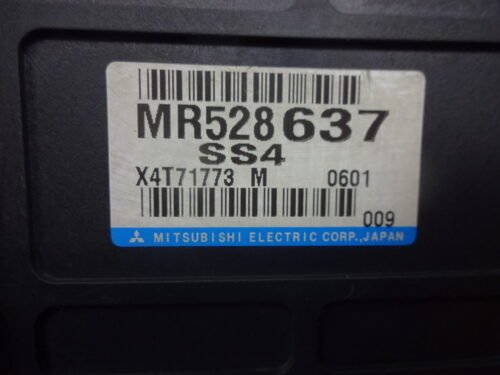 MR528637
SS4
X4T71773 M 0601
009
MITSUBISHI ELECTRIC CORP.,JAPAN